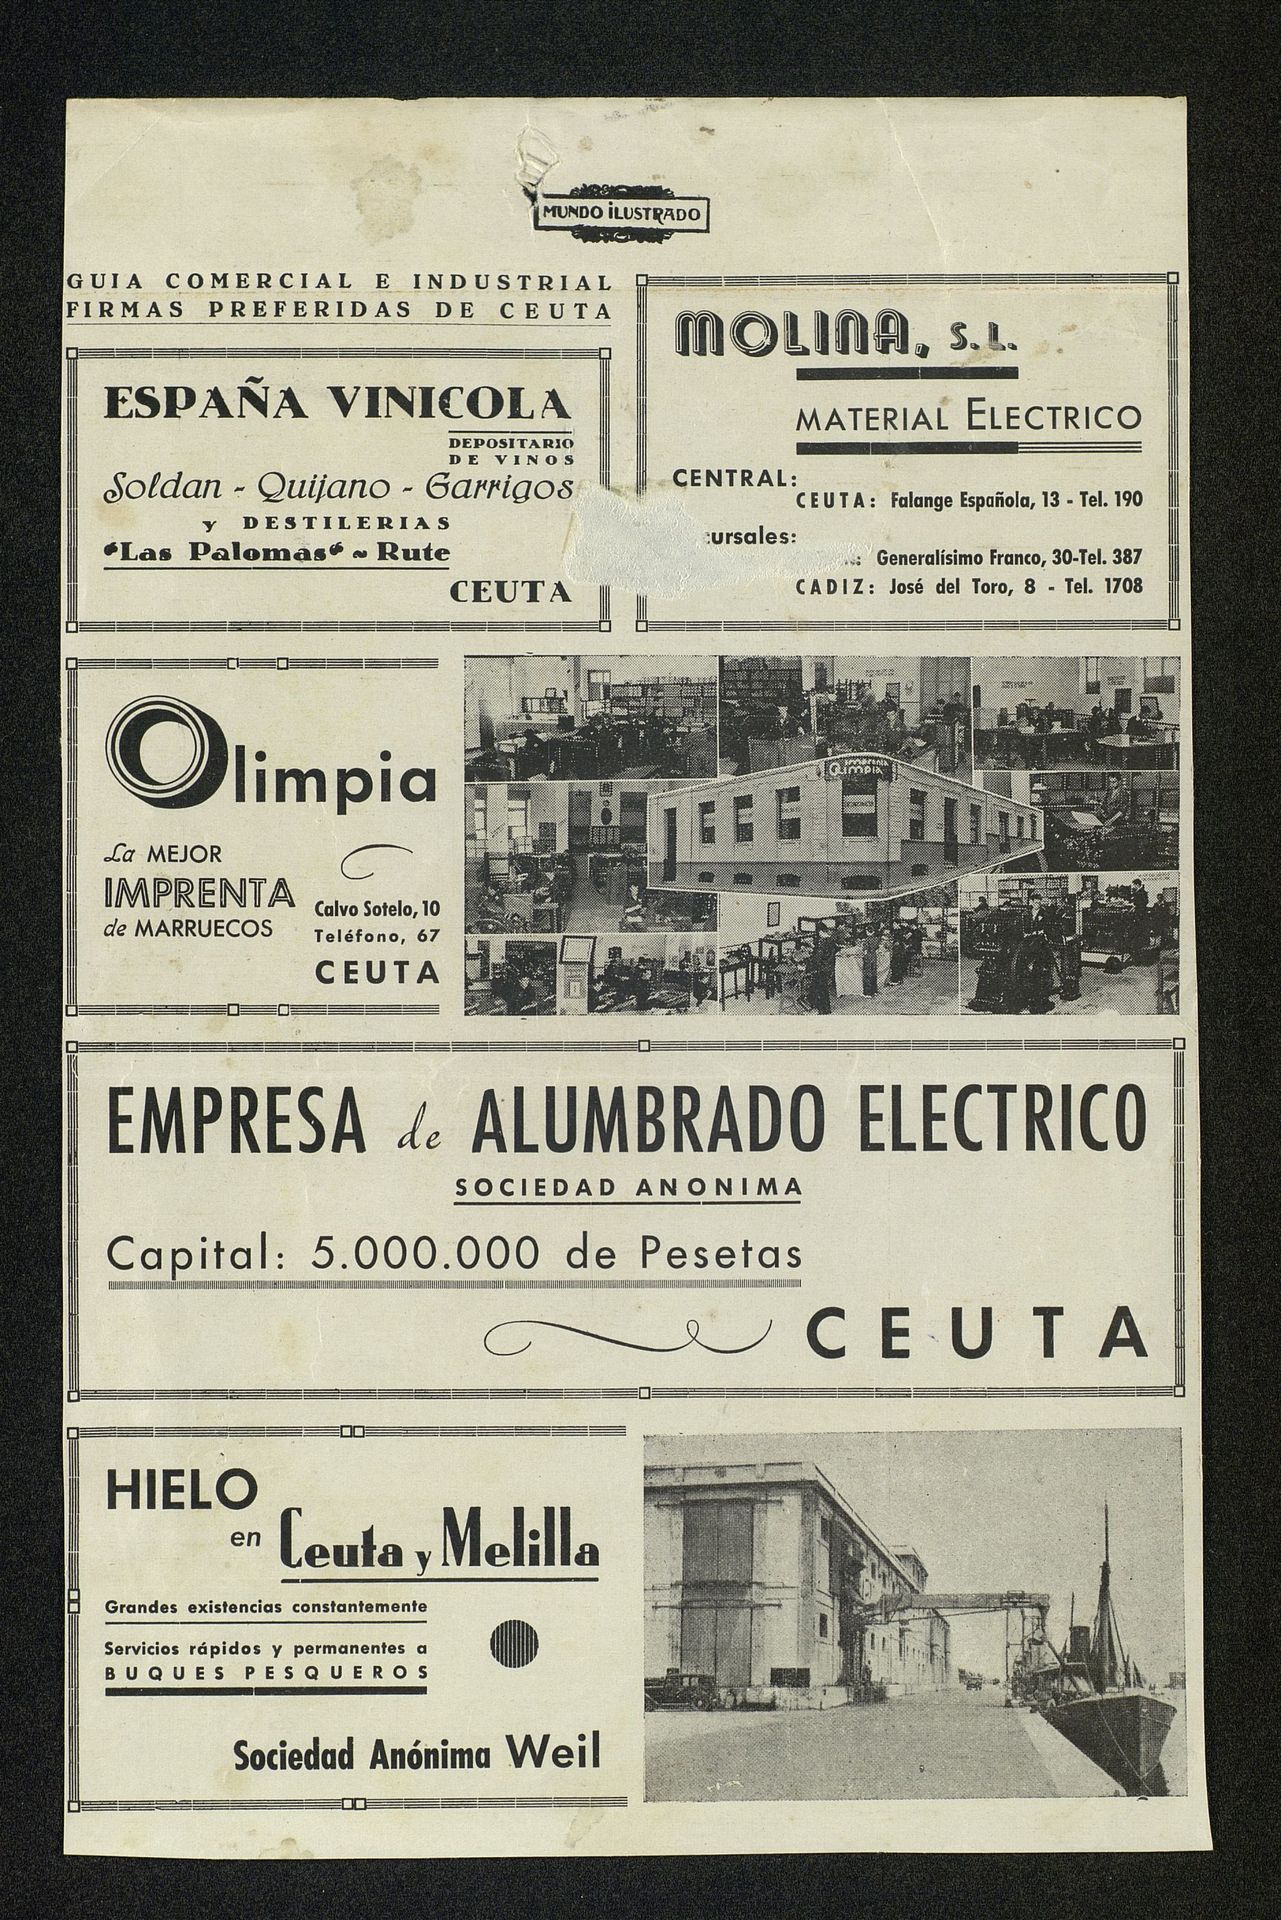 MUNDO iLUSTRADO
GUIA COMERCIAL E INDUSTRIAL
FIRMAS PREFERIDAS DE CEUTA
ESPAÑA VINICOLA
DEPOSITARIO
DE VINOS
Soldan - Quijano - Garrigos
y DESTILERIAS
"Las Palomas" ~ Rute
CEUTA
MOLINA, S.L.
MATERIAL ELECTRICO
CENTRAL:
CEUTA: Falange Española, 13 - Tel. 190
cursales:
Generalísimo Franco, 30-Tel. 387
CADIZ: José del Toro, 8 - Tel. 1708
Olimpia
La MEJOR
IMPRENTA
de MARRUECOS
Calvo Sotelo, 10
Teléfono, 67
CEUTA
imprenta
Olimpia
EMPRESA de ALUMBRADO ELECTRICO
SOCIEDAD ANONIMA
Capital: 5.000.000 de Pesetas
CEUTA
HIELO
en Ceuta y Melilla
Grandes existencias constantemente
Servicios rápidos y permanentes a
BUQUES PESQUEROS
Sociedad Anónima Weil